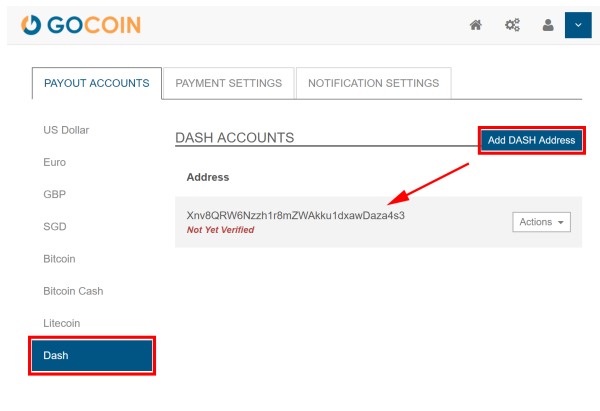 GOCOIN
PAYOUT ACCOUNTS
PAYMENT SETTINGS
NOTIFICATION SETTINGS
US Dollar
Euro
GBP
SGD
Bitcoin
Bitcoin Cash
Litecoin
Dash
DASH ACCOUNTS
Add DASH Address
Address
Xnv8QRW6Nzzh1r8mZWAkku1dxawDaza4s3
Not Yet Verified
Actions